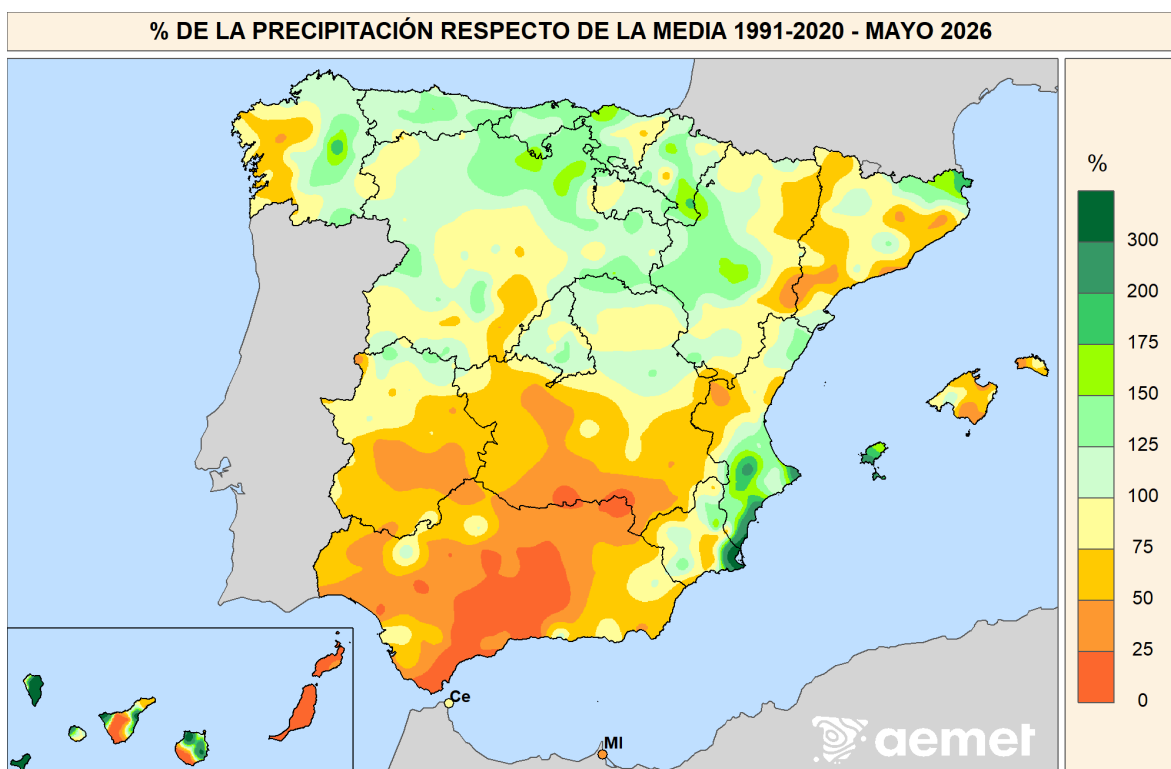 % DE LA PRECIPITACIÓN RESPECTO DE LA MEDIA 1991-2020 - MAYO 2026
%
300
200
175
150
125
100
75
50
25
0
Ce
Ml
aemet